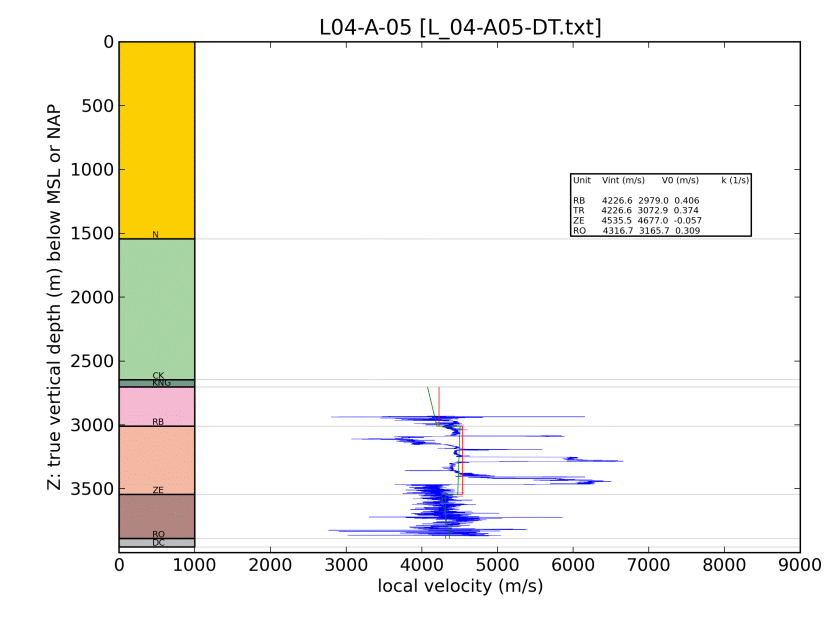 L04-A-05 [L_04-A05-DT.txt]
0
500
1000
1500
2000
2500
3000
3500
Z: true vertical depth (m) below MSL or NAP
N
CK
KNG
RB
ZE
RO
DC
Unit Vint (m/s) V0 (m/s) k (1/s)
RB 4226.6 2979.0 0.406
TR 4226.6 3072.9 0.374
ZE 4535.5 4677.0 -0.057
RO 4316.7 3165.7 0.309
0 1000 2000 3000 4000 5000 6000 7000 8000 9000
local velocity (m/s)